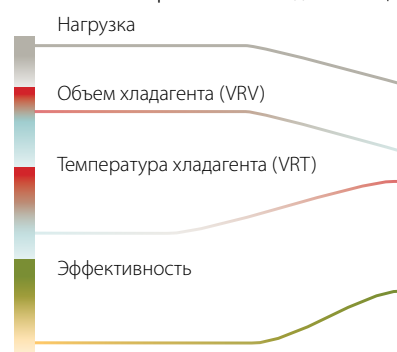 Нагрузка
Объем хладагента (VRV)
Температура хладагента (VRT)
Эффективность